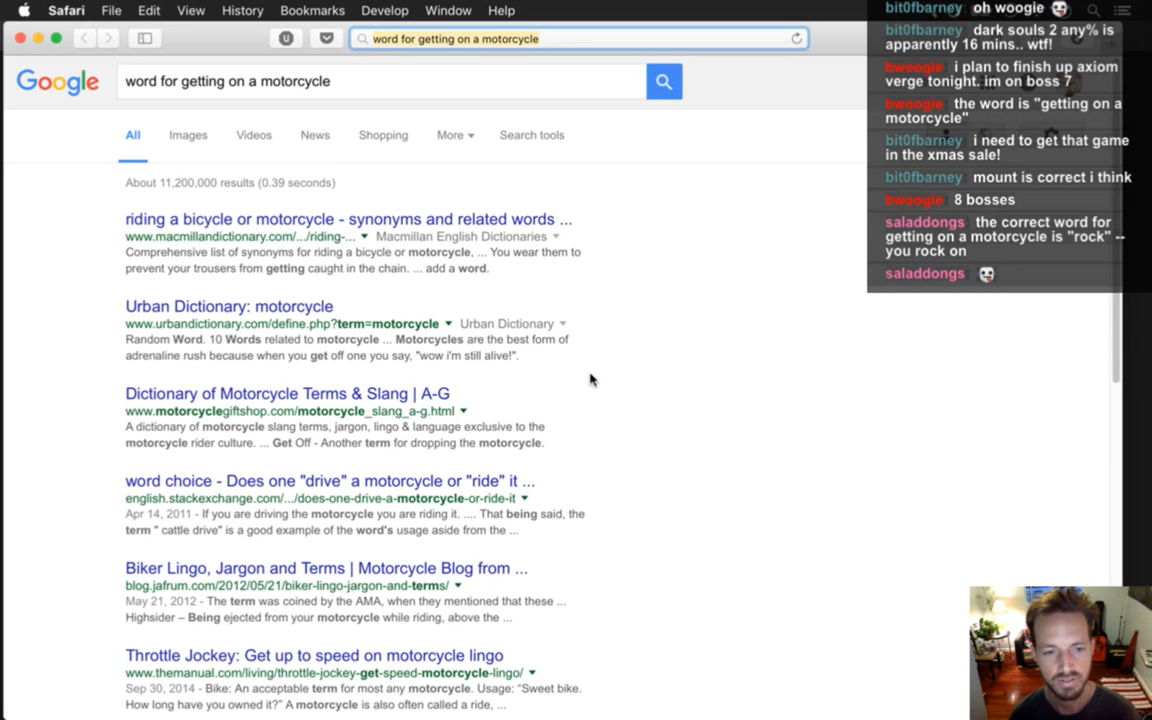 Safari File Edit View History Bookmarks Develop Window Help
word for getting on a motorcycle
Google
word for getting on a motorcycle
All Images Videos News Shopping More Search tools
About 11,200,000 results (0.39 seconds)
riding a bicycle or motorcycle - synonyms and related words ...
www.macmillandictionary.com/.../riding-... Macmillan English Dictionaries
Comprehensive list of synonyms for riding a bicycle or motorcycle, ... You wear them to
prevent your trousers from getting caught in the chain. ... add a word.
Urban Dictionary: motorcycle
www.urbandictionary.com/define.php?term=motorcycle Urban Dictionary
Random Word. 10 Words related to motorcycle ... Motorcycles are the best form of
adrenaline rush because when you get off one you say, "wow i'm still alive!".
Dictionary of Motorcycle Terms & Slang | A-G
www.motorcyclegiftshop.com/motorcycle_slang_a-g.html
A dictionary of motorcycle slang terms, jargon, lingo & language exclusive to the
motorcycle rider culture. ... Get Off - Another term for dropping the motorcycle.
word choice - Does one "drive" a motorcycle or "ride" it ...
english.stackexchange.com/.../does-one-drive-a-motorcycle-or-ride-it
Apr 14, 2011 - If you are driving the motorcycle you are riding it. .... That being said, the
term " cattle drive" is a good example of the word's usage aside from the ...
Biker Lingo, Jargon and Terms | Motorcycle Blog from ...
blog.jafrum.com/2012/05/21/biker-lingo-jargon-and-terms/
May 21, 2012 - The term was coined by the AMA, when they mentioned that these ...
Highsider – Being ejected from your motorcycle while riding, above the ...
Throttle Jockey: Get up to speed on motorcycle lingo
www.themanual.com/living/throttle-jockey-get-speed-motorcycle-lingo/
Sep 30, 2014 - Bike: An acceptable term for most any motorcycle. Usage: "Sweet bike.
How long have you owned it?" A motorcycle is also often called a ride, ...
bit0fbarney oh woogie
bit0fbarney dark souls 2 any% is
apparently 16 mins.. wtf!
bwoogie i plan to finish up axiom
verge tonight. im on boss 7
bwoogie the word is "getting on a
motorcycle"
bit0fbarney i need to get that game
in the xmas sale!
bit0fbarney mount is correct i think
bwoogie 8 bosses
saladdongs the correct word for
getting on a motorcycle is "rock" --
you rock on
saladdongs